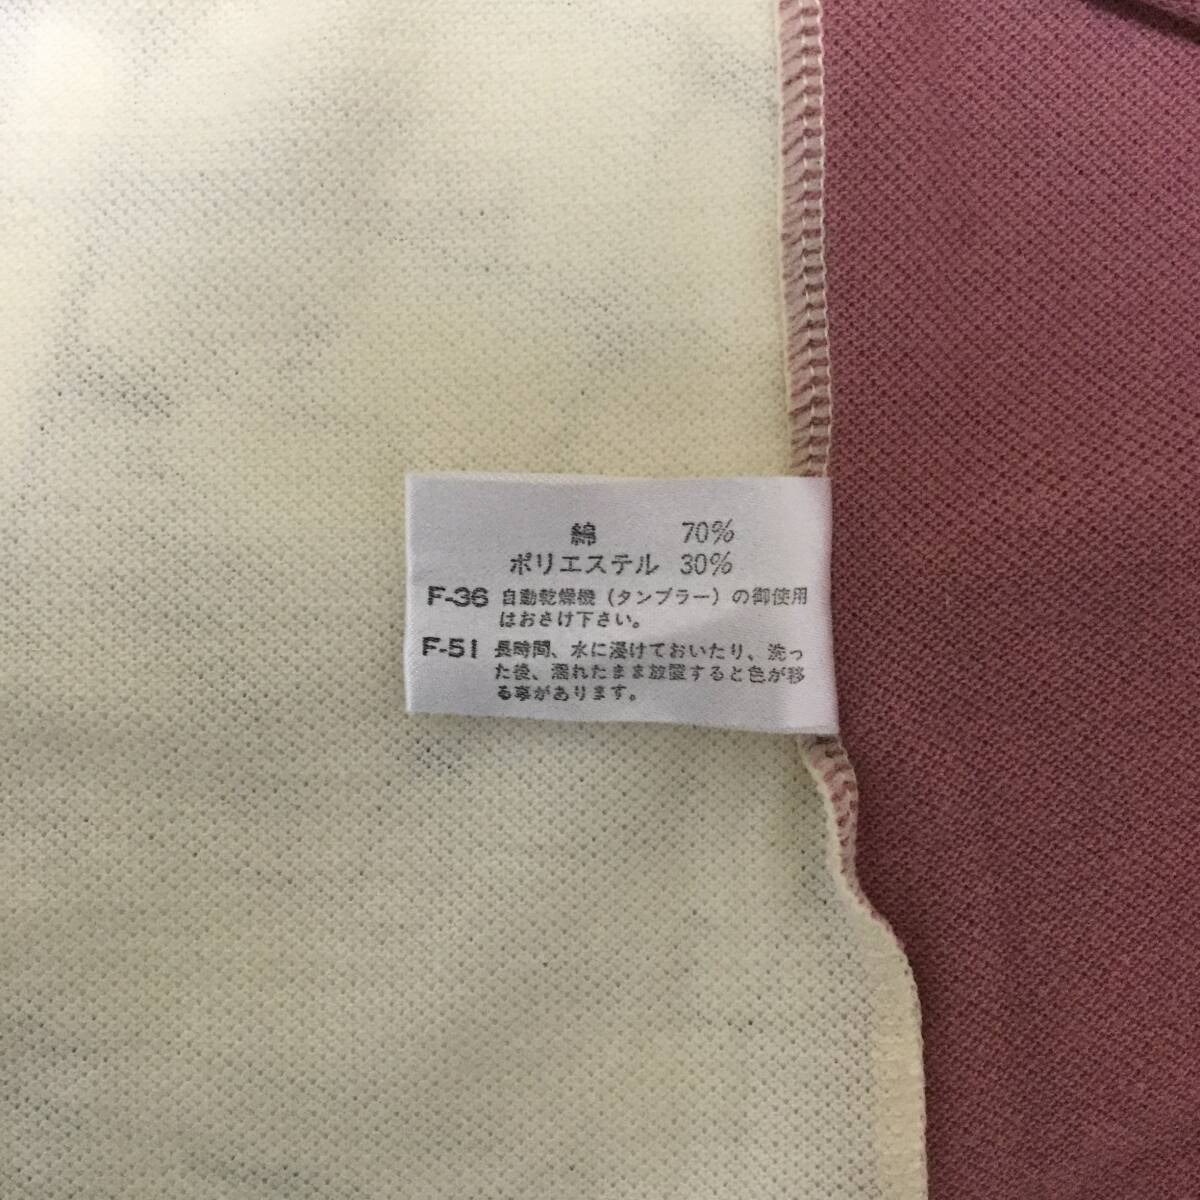 綿 70%
ポリエステル 30%
F-36 自動乾燥機(タンブラー)の御使用
はおさけ下さい。
F-51 長時間、水に浸けておいたり、洗っ
た後、濡れたまま放置すると色が移
る事があります。